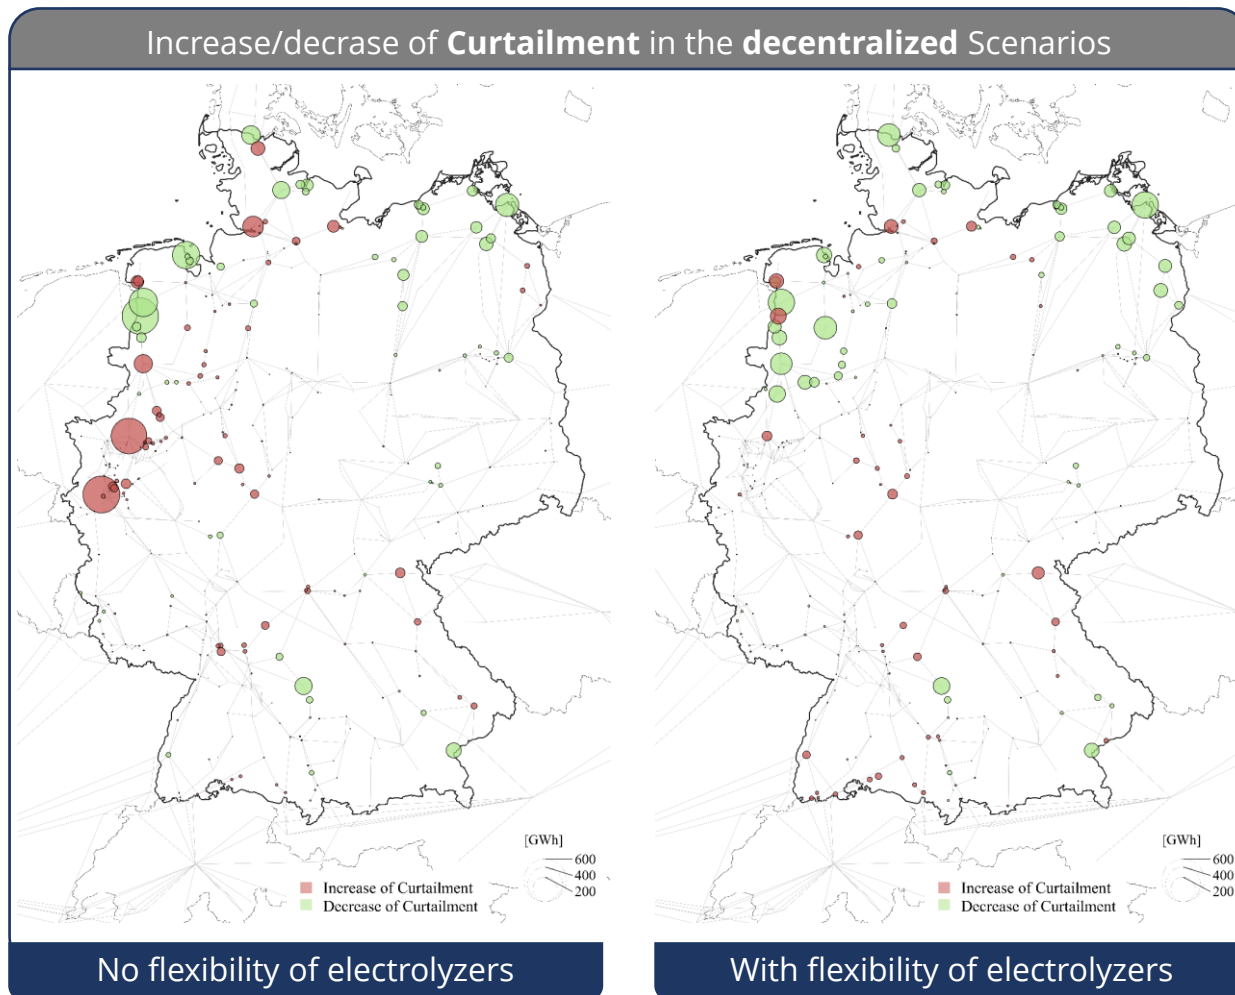 Increase/decrase of Curtailment in the decentralized Scenarios
[GWh]
600
400
200
Increase of Curtailment
Decrease of Curtailment
[GWh]
600
400
200
Increase of Curtailment
Decrease of Curtailment
No flexibility of electrolyzers
With flexibility of electrolyzers